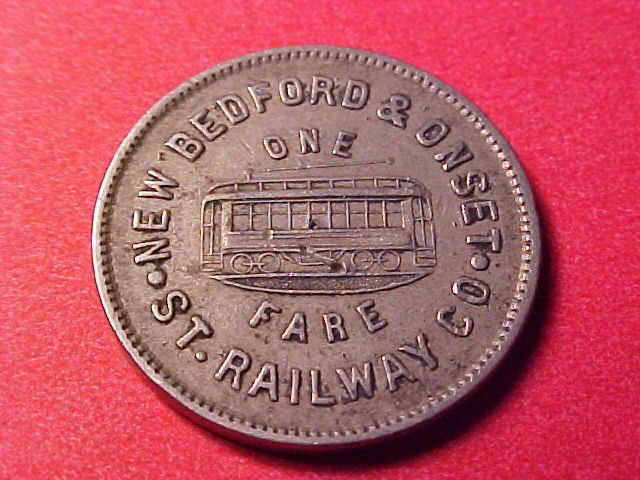 · NEW BEDFORD & ONSET ·
ONE
FARE
ST. RAILWAY CO